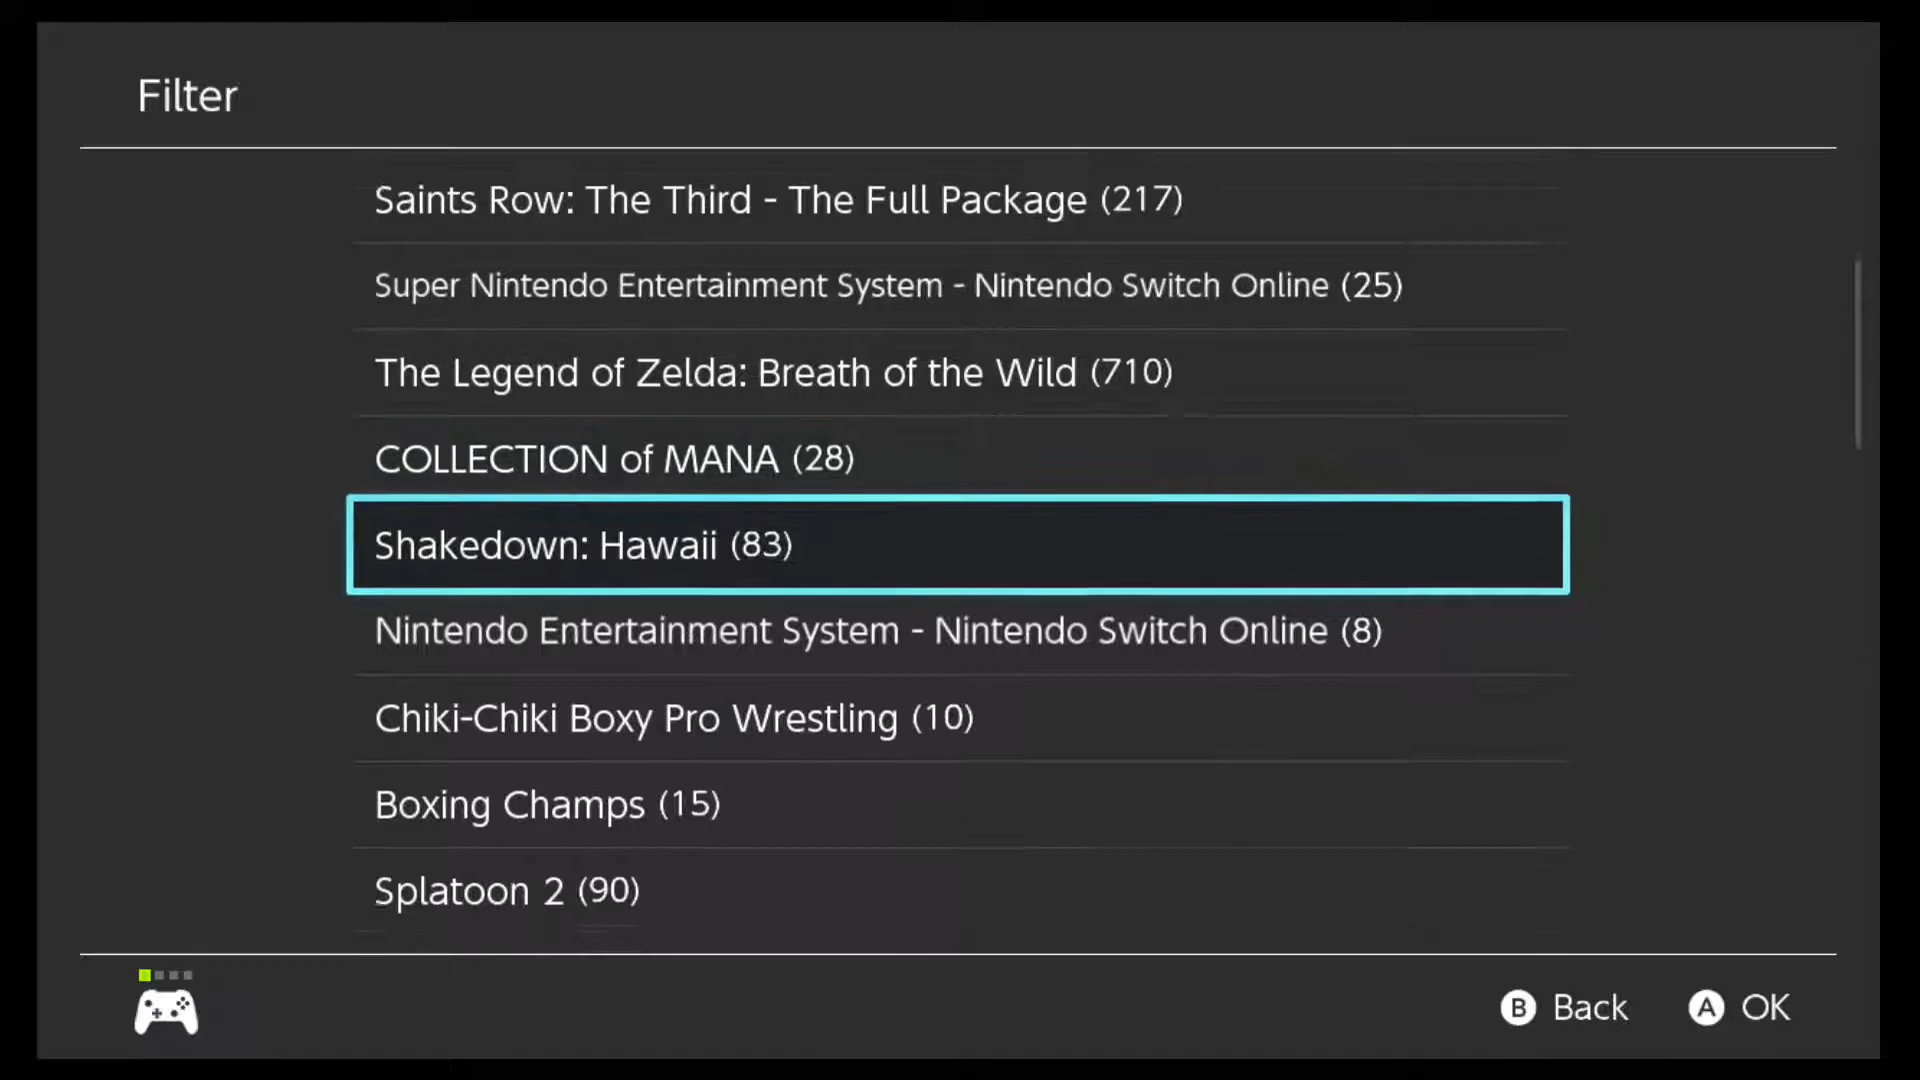 Filter
Saints Row: The Third - The Full Package (217)
Super Nintendo Entertainment System - Nintendo Switch Online (25)
The Legend of Zelda: Breath of the Wild (710)
COLLECTION of MANA (28)
Shakedown: Hawaii (83)
Nintendo Entertainment System - Nintendo Switch Online (8)
Chiki-Chiki Boxy Pro Wrestling (10)
Boxing Champs (15)
Splatoon 2 (90)
B Back A OK